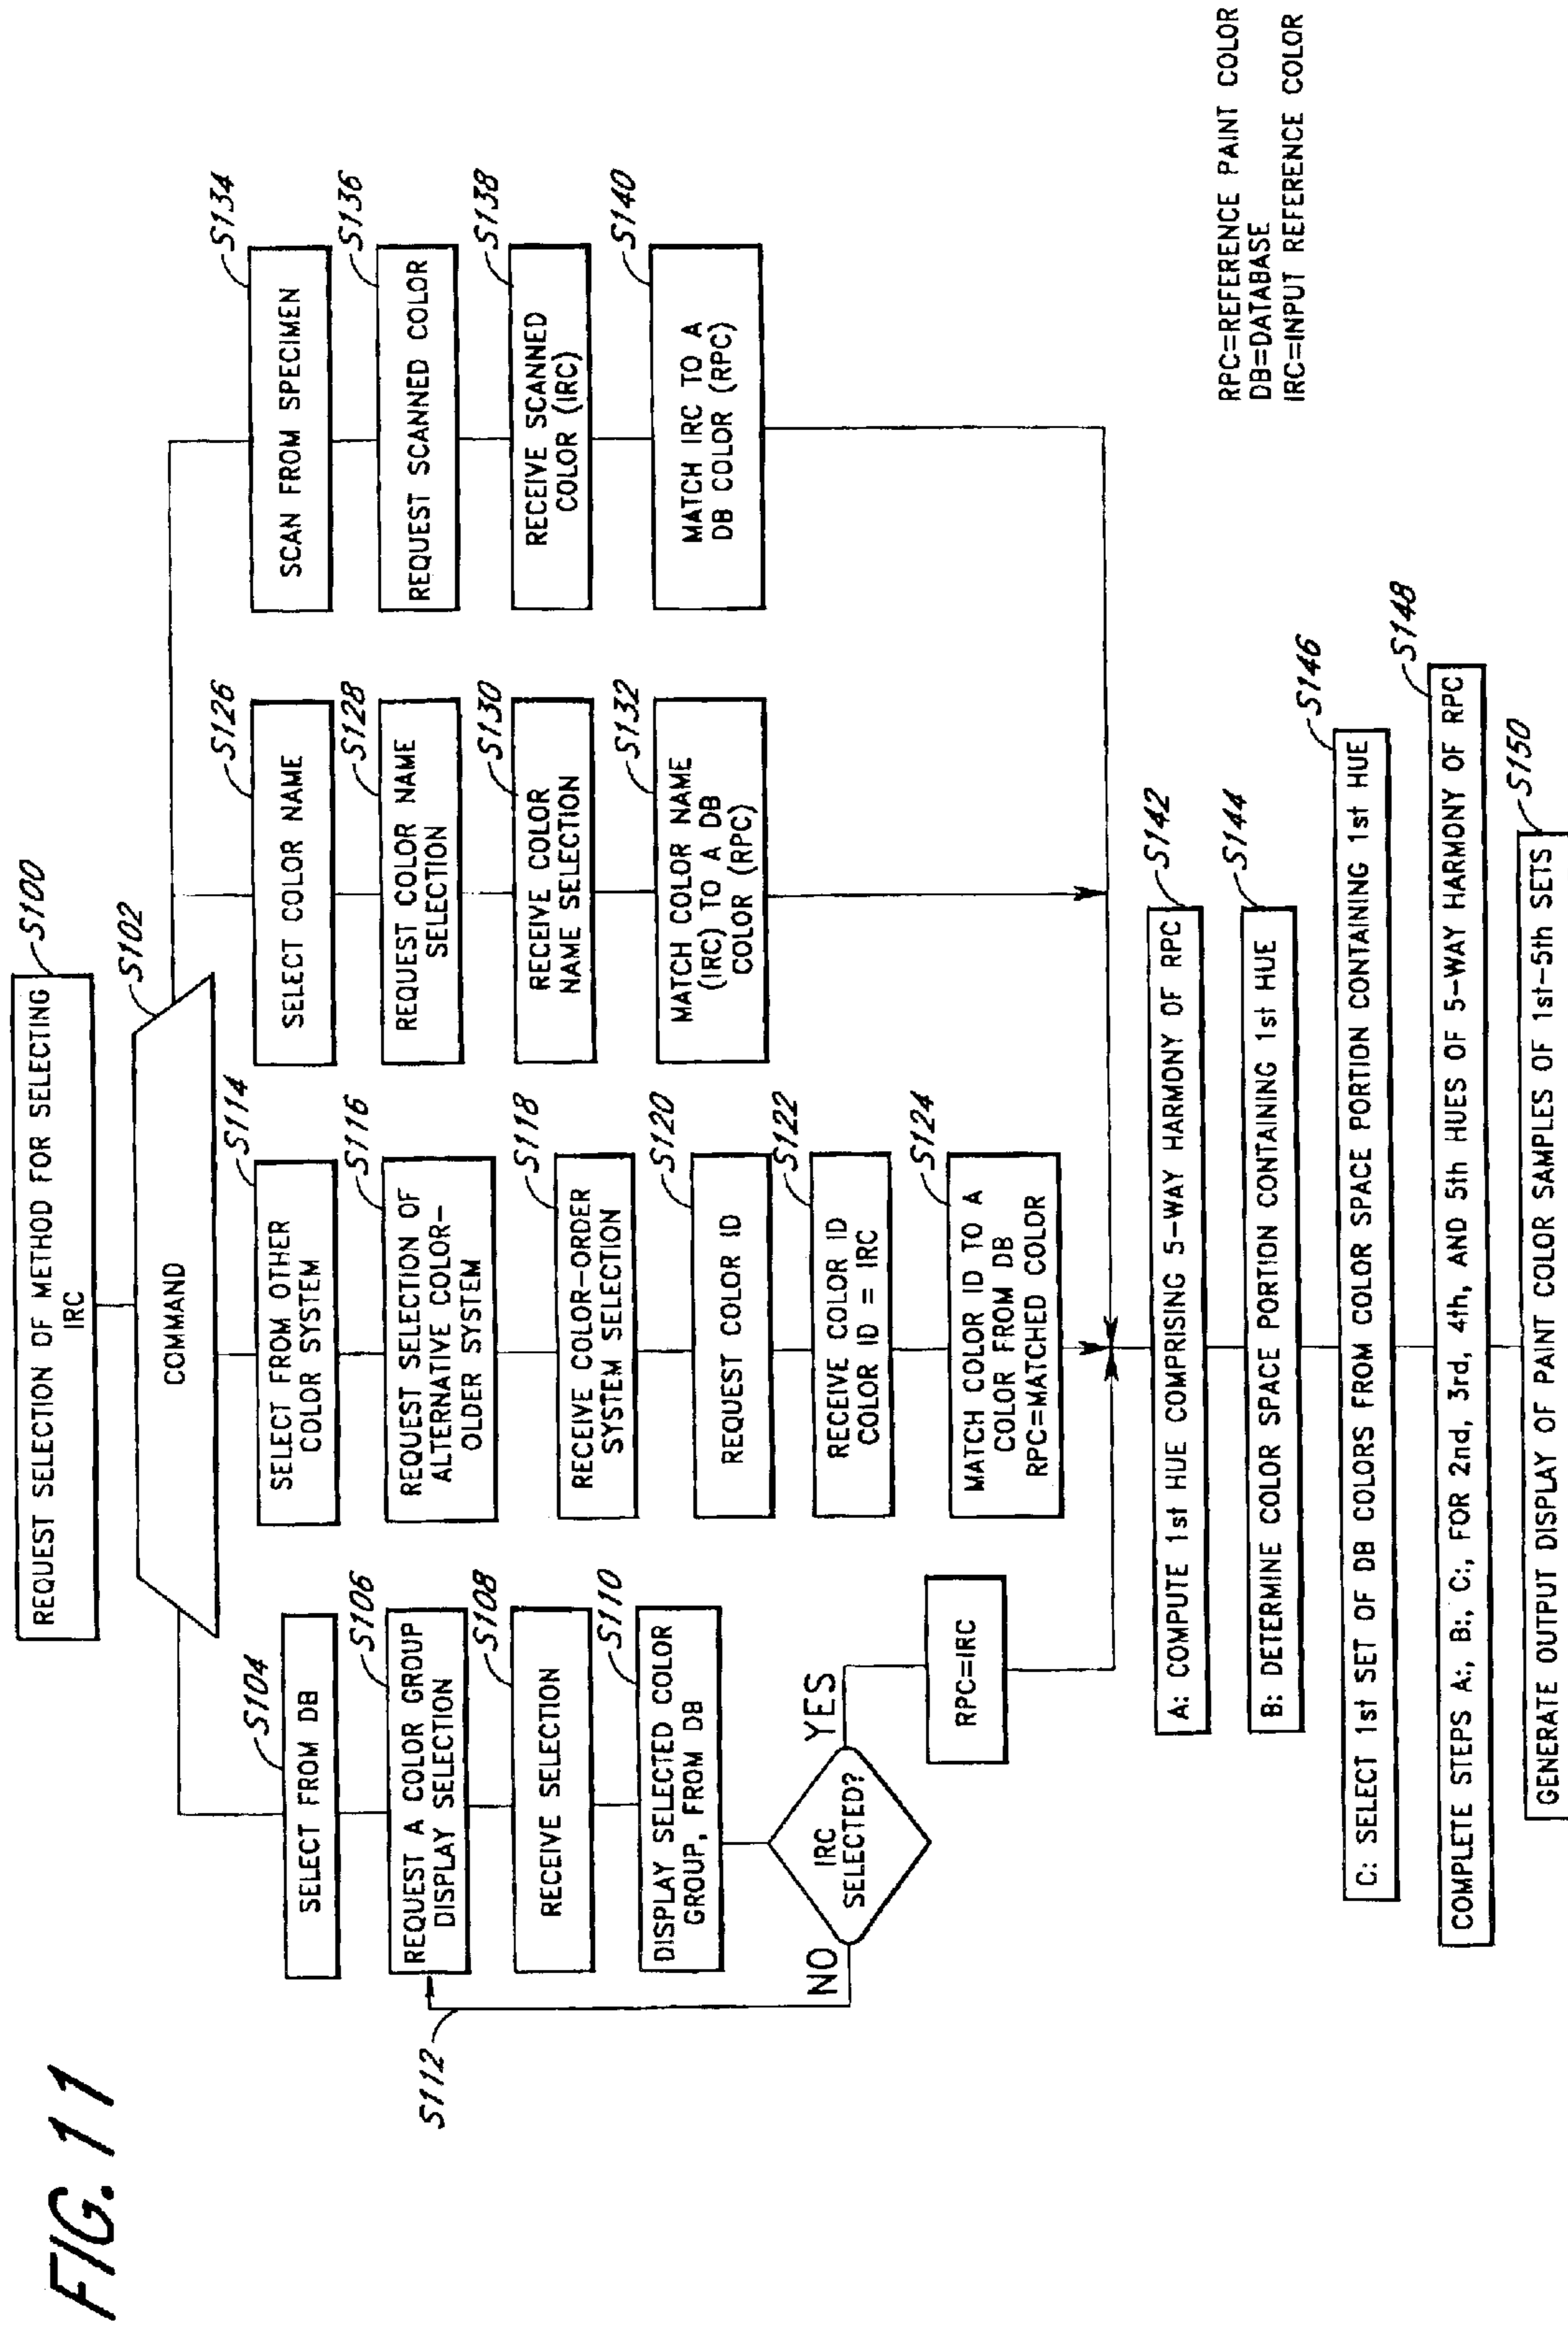 FIG. 11
REQUEST SELECTION OF METHOD FOR SELECTING
IRC
S100
COMMAND
S102
SELECT FROM DB
S104
REQUEST A COLOR GROUP
DISPLAY SELECTION
S106
RECEIVE SELECTION
S108
DISPLAY SELECTED COLOR
GROUP, FROM DB
S110
IRC
SELECTED?
NO
S112
YES
RPC=IRC
SELECT FROM OTHER
COLOR SYSTEM
S114
REQUEST SELECTION OF
ALTERNATIVE COLOR-
OLDER SYSTEM
S116
RECEIVE COLOR-ORDER
SYSTEM SELECTION
S118
REQUEST COLOR ID
S120
RECEIVE COLOR ID
COLOR ID = IRC
S122
MATCH COLOR ID TO A
COLOR FROM DB
RPC=MATCHED COLOR
S124
SELECT COLOR NAME
S126
REQUEST COLOR NAME
SELECTION
S128
RECEIVE COLOR
NAME SELECTION
S130
MATCH COLOR NAME
(IRC) TO A DB
COLOR (RPC)
S132
SCAN FROM SPECIMEN
S134
REQUEST SCANNED COLOR
S136
RECEIVE SCANNED
COLOR (IRC)
S138
MATCH IRC TO A
DB COLOR (RPC)
S140
A: COMPUTE 1st HUE COMPRISING 5-WAY HARMONY OF RPC
S142
B: DETERMINE COLOR SPACE PORTION CONTAINING 1st HUE
S144
C: SELECT 1st SET OF DB COLORS FROM COLOR SPACE PORTION CONTAINING 1st HUE
S146
COMPLETE STEPS A:, B:, C:, FOR 2nd, 3rd, 4th, AND 5th HUES OF 5-WAY HARMONY OF RPC
S148
GENERATE OUTPUT DISPLAY OF PAINT COLOR SAMPLES OF 1st-5th SETS
S150
RPC=REFERENCE PAINT COLOR
DB=DATABASE
IRC=INPUT REFERENCE COLOR